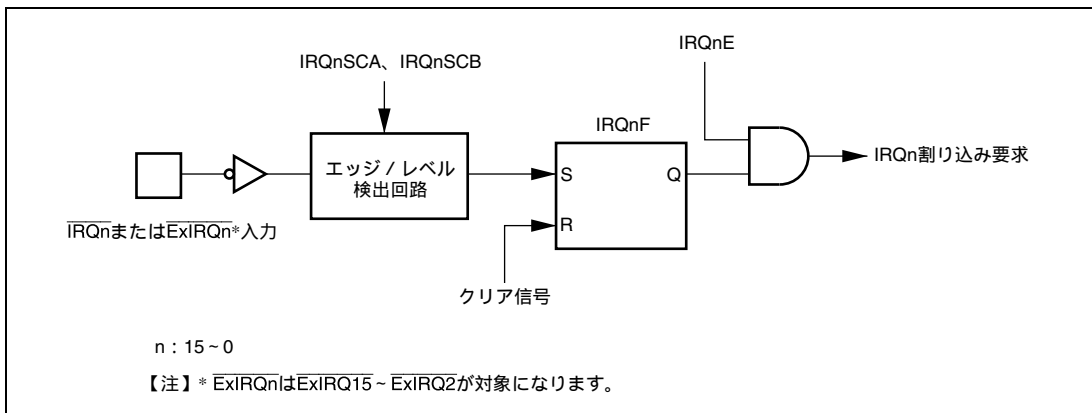 IRQnE
IRQnSCA、IRQnSCB
IRQnF
エッジ / レベル
検出回路
S
Q
R
IRQn割り込み要求
IRQnまたはExIRQn*入力
クリア信号
n : 15~0
【注】* ExIRQnはExIRQ15 ~ ExIRQ2が対象になります。